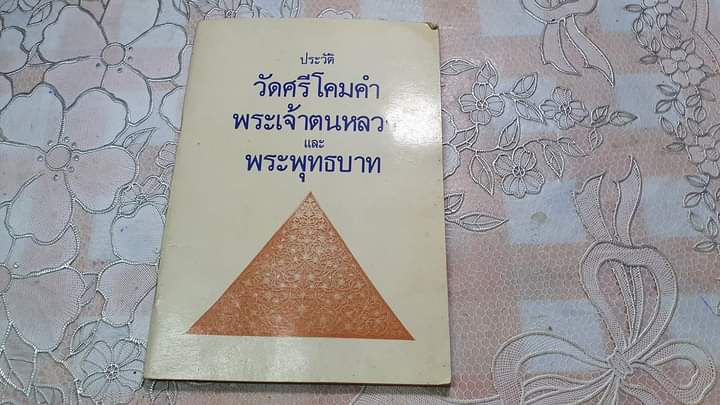 ประวัติ
วัดศรีโคมคำ
พระเจ้าตนหลวง
และ
พระพุทธบาท